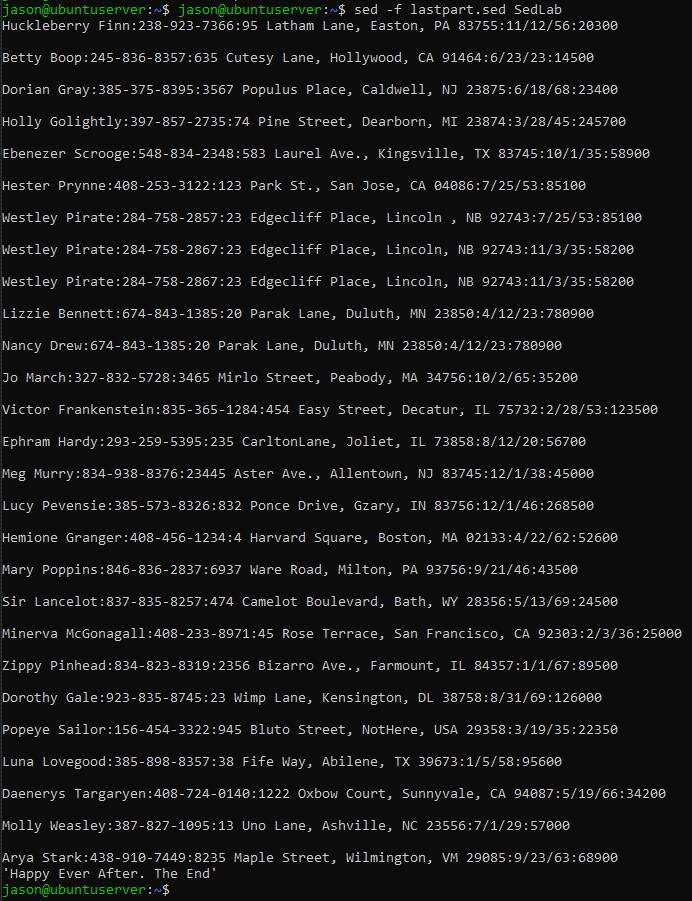 jason@ubuntuserver:~$ jason@ubuntuserver:~$ sed -f lastpart.sed SedLab
Huckleberry Finn:238-923-7366:95 Latham Lane, Easton, PA 83755:11/12/56:20300
Betty Boop:245-836-8357:635 Cutesy Lane, Hollywood, CA 91464:6/23/23:14500
Dorian Gray:385-375-8395:3567 Populus Place, Caldwell, NJ 23875:6/18/68:23400
Holly Golightly:397-857-2735:74 Pine Street, Dearborn, MI 23874:3/28/45:245700
Ebenezer Scrooge:548-834-2348:583 Laurel Ave., Kingsville, TX 83745:10/1/35:58900
Hester Prynne:408-253-3122:123 Park St., San Jose, CA 04086:7/25/53:85100
Westley Pirate:284-758-2857:23 Edgecliff Place, Lincoln , NB 92743:7/25/53:85100
Westley Pirate:284-758-2867:23 Edgecliff Place, Lincoln, NB 92743:11/3/35:58200
Westley Pirate:284-758-2867:23 Edgecliff Place, Lincoln, NB 92743:11/3/35:58200
Lizzie Bennett:674-843-1385:20 Parak Lane, Duluth, MN 23850:4/12/23:780900
Nancy Drew:674-843-1385:20 Parak Lane, Duluth, MN 23850:4/12/23:780900
Jo March:327-832-5728:3465 Mirlo Street, Peabody, MA 34756:10/2/65:35200
Victor Frankenstein:835-365-1284:454 Easy Street, Decatur, IL 75732:2/28/53:123500
Ephram Hardy:293-259-5395:235 CarltonLane, Joliet, IL 73858:8/12/20:56700
Meg Murry:834-938-8376:23445 Aster Ave., Allentown, NJ 83745:12/1/38:45000
Lucy Pevensie:385-573-8326:832 Ponce Drive, Gzary, IN 83756:12/1/46:268500
Hemione Granger:408-456-1234:4 Harvard Square, Boston, MA 02133:4/22/62:52600
Mary Poppins:846-836-2837:6937 Ware Road, Milton, PA 93756:9/21/46:43500
Sir Lancelot:837-835-8257:474 Camelot Boulevard, Bath, WY 28356:5/13/69:24500
Minerva McGonagall:408-233-8971:45 Rose Terrace, San Francisco, CA 92303:2/3/36:25000
Zippy Pinhead:834-823-8319:2356 Bizarro Ave., Farmount, IL 84357:1/1/67:89500
Dorothy Gale:923-835-8745:23 Wimp Lane, Kensington, DL 38758:8/31/69:126000
Popeye Sailor:156-454-3322:945 Bluto Street, NotHere, USA 29358:3/19/35:22350
Luna Lovegood:385-898-8357:38 Fife Way, Abilene, TX 39673:1/5/58:95600
Daenerys Targaryen:408-724-0140:1222 Oxbow Court, Sunnyvale, CA 94087:5/19/66:34200
Molly Weasley:387-827-1095:13 Uno Lane, Ashville, NC 23556:7/1/29:57000
Arya Stark:438-910-7449:8235 Maple Street, Wilmington, VM 29085:9/23/63:68900
'Happy Ever After. The End'
jason@ubuntuserver:~$